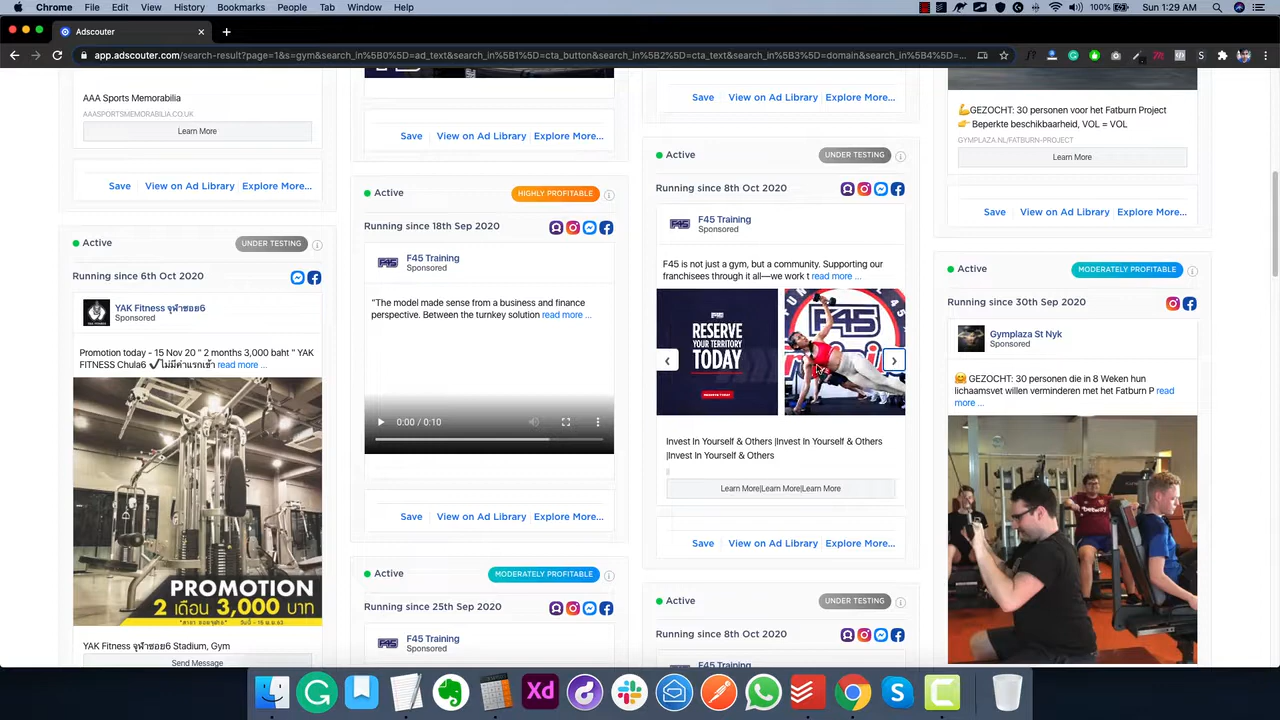 Chrome File Edit View History Bookmarks People Tab Window Help
100% Sun 1:29 AM
Adscouter
app.adscouter.com/search-result?page=1&s=gym&search_in%5B0%5D=ad_text&search_in%5B1%5D=cta_button&search_in%5B2%5D=cta_text&search_in%5B3%5D=domain&search_in%5B4%5D=...
AAA Sports Memorabilia
AAASPORTSMEMORABILIA.CO.UK
Learn More
Save View on Ad Library Explore More...
Active UNDER TESTING
Running since 6th Oct 2020
YAK Fitness จุฬาซอย6
Sponsored
Promotion today - 15 Nov 20 " 2 months 3,000 baht " YAK
FITNESS Chula6 ✔ไม่มีค่าแรกเข้า read more ...
PROMOTION
2 เดือน 3,000 บาท
YAK Fitness จุฬาซอย6 Stadium, Gym
Send Message
Save View on Ad Library Explore More...
Active HIGHLY PROFITABLE
Running since 18th Sep 2020
F45 Training
Sponsored
"The model made sense from a business and finance
perspective. Between the turnkey solution read more ...
0:00 / 0:10
Save View on Ad Library Explore More...
Active MODERATELY PROFITABLE
Running since 25th Sep 2020
F45 Training
Sponsored
Save View on Ad Library Explore More...
Active UNDER TESTING
Running since 8th Oct 2020
F45 Training
Sponsored
F45 is not just a gym, but a community. Supporting our
franchisees through it all—we work t read more ...
RESERVE
YOUR TERRITORY
TODAY
F45
Invest In Yourself & Others |Invest In Yourself & Others
|Invest In Yourself & Others
||
Learn More|Learn More|Learn More
Save View on Ad Library Explore More...
Active UNDER TESTING
Running since 8th Oct 2020
F45 Training
💪GEZOCHT: 30 personen voor het Fatburn Project
👉 Beperkte beschikbaarheid, VOL = VOL
GYMPLAZA.NL/FATBURN-PROJECT
Learn More
Save View on Ad Library Explore More...
Active MODERATELY PROFITABLE
Running since 30th Sep 2020
Gymplaza St Nyk
Sponsored
🤗 GEZOCHT: 30 personen die in 8 Weken hun
lichaamsvet willen verminderen met het Fatburn P read
more ...
betway
Xd